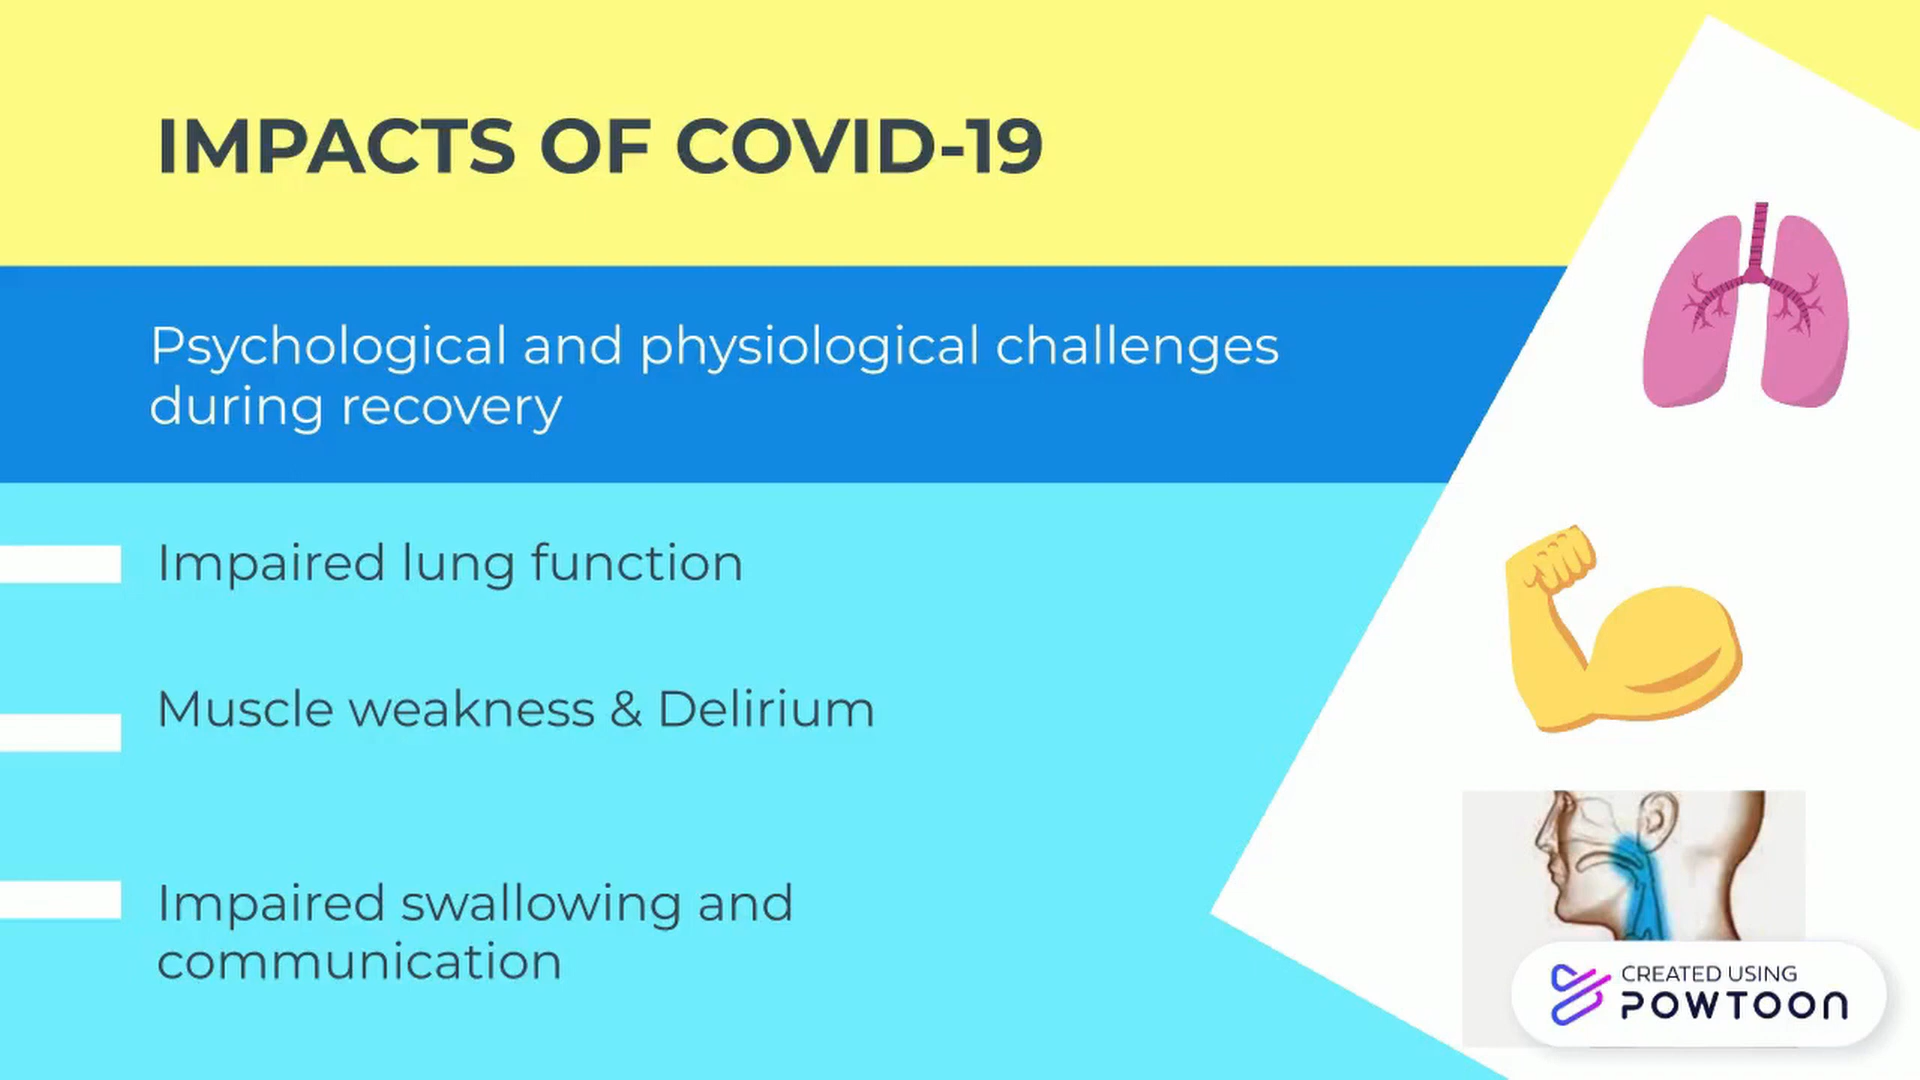 IMPACTS OF COVID-19
Psychological and physiological challenges
during recovery
Impaired lung function
Muscle weakness & Delirium
Impaired swallowing and
communication
CREATED USING
POWTOON